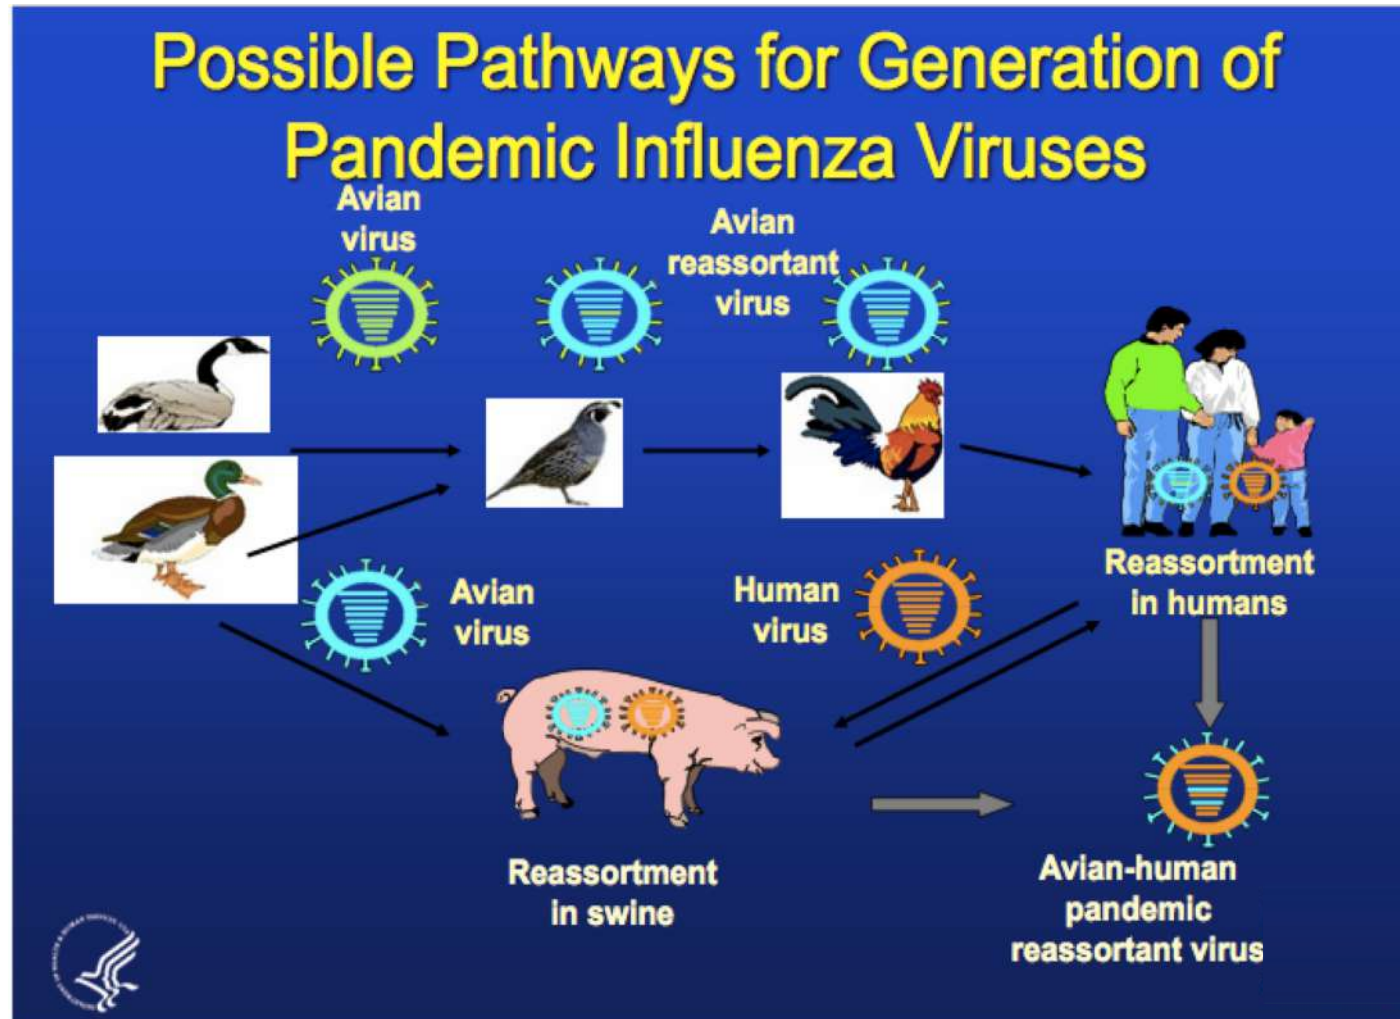 Possible Pathways for Generation of
Pandemic Influenza Viruses
Avian
virus
Avian
reassortant
virus
Avian
virus
Human
virus
Reassortment
in humans
Reassortment
in swine
Avian-human
pandemic
reassortant virus